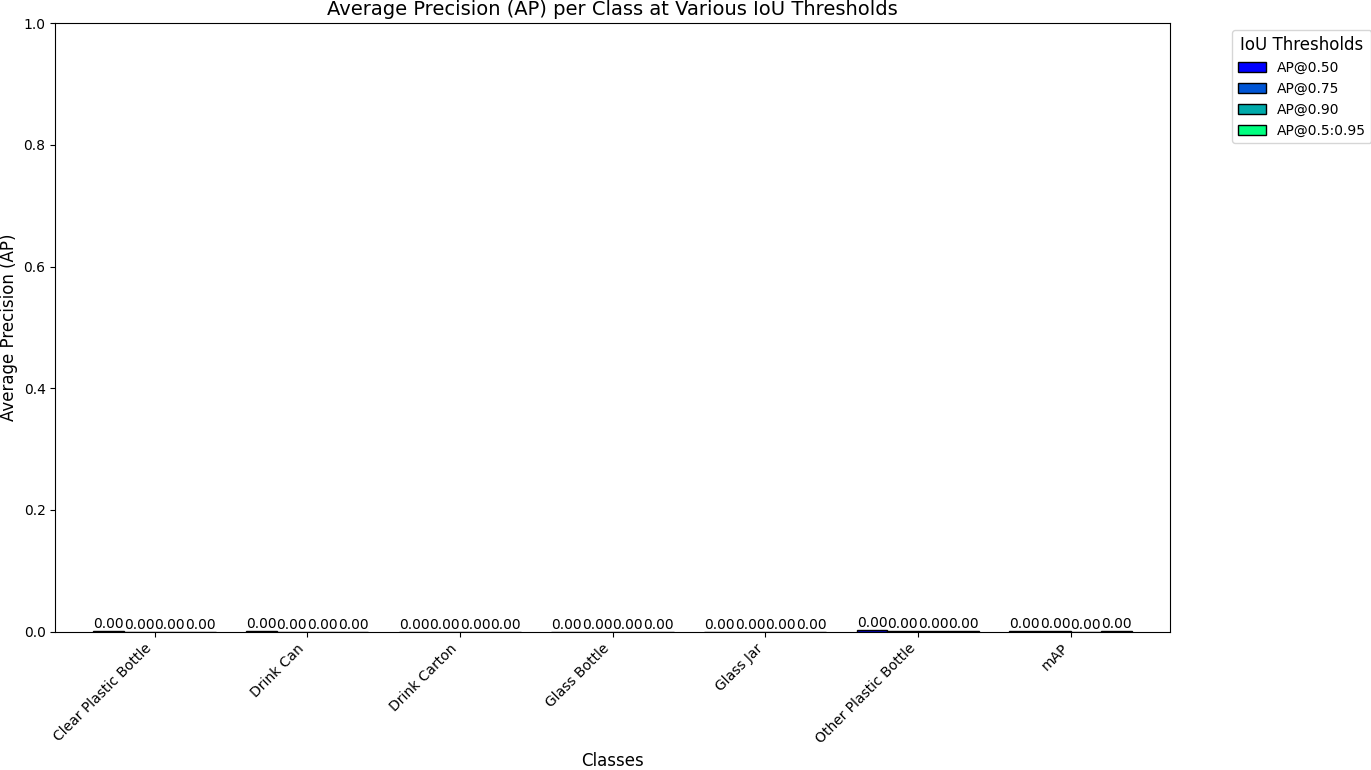 Average Precision (AP) per Class at Various IoU Thresholds
IoU Thresholds
AP@0.50
AP@0.75
AP@0.90
AP@0.5:0.95
Average Precision (AP)
1.0
0.8
0.6
0.4
0.2
0.0
0.00 0.00 0.00 0.00 0.00 0.00 0.00 0.00 0.00 0.00 0.00 0.00 0.00 0.00 0.00 0.00 0.00 0.00 0.00 0.00 0.00 0.00 0.00 0.00 0.00 0.00 0.00 0.00
Clear Plastic Bottle
Drink Can
Drink Carton
Glass Bottle
Glass Jar
Other Plastic Bottle
mAP
Classes